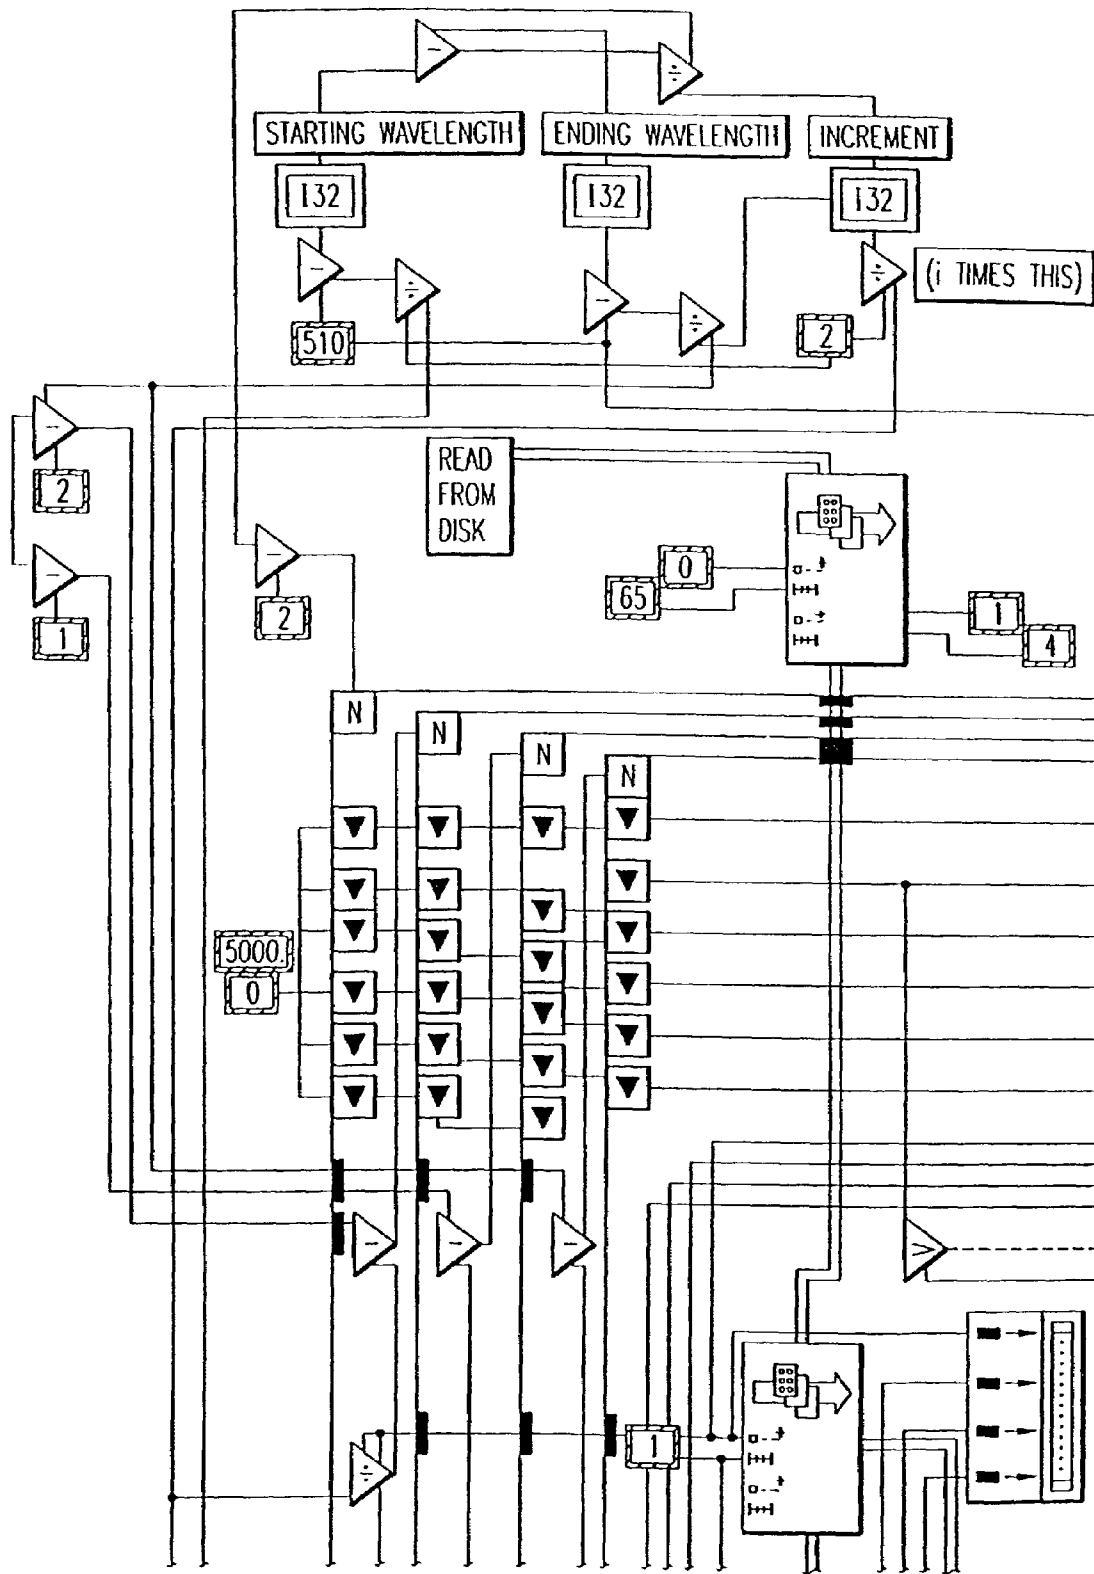 −
÷
STARTING WAVELENGTH
ENDING WAVELENGTH
INCREMENT
I32
I32
I32
−
÷
−
÷
÷
(i TIMES THIS)
510
2
−
2
READ
FROM
DISK
−
−
0
65
1
2
1
4
N
N
N
N
5000.
0
−
−
−
>
1
÷